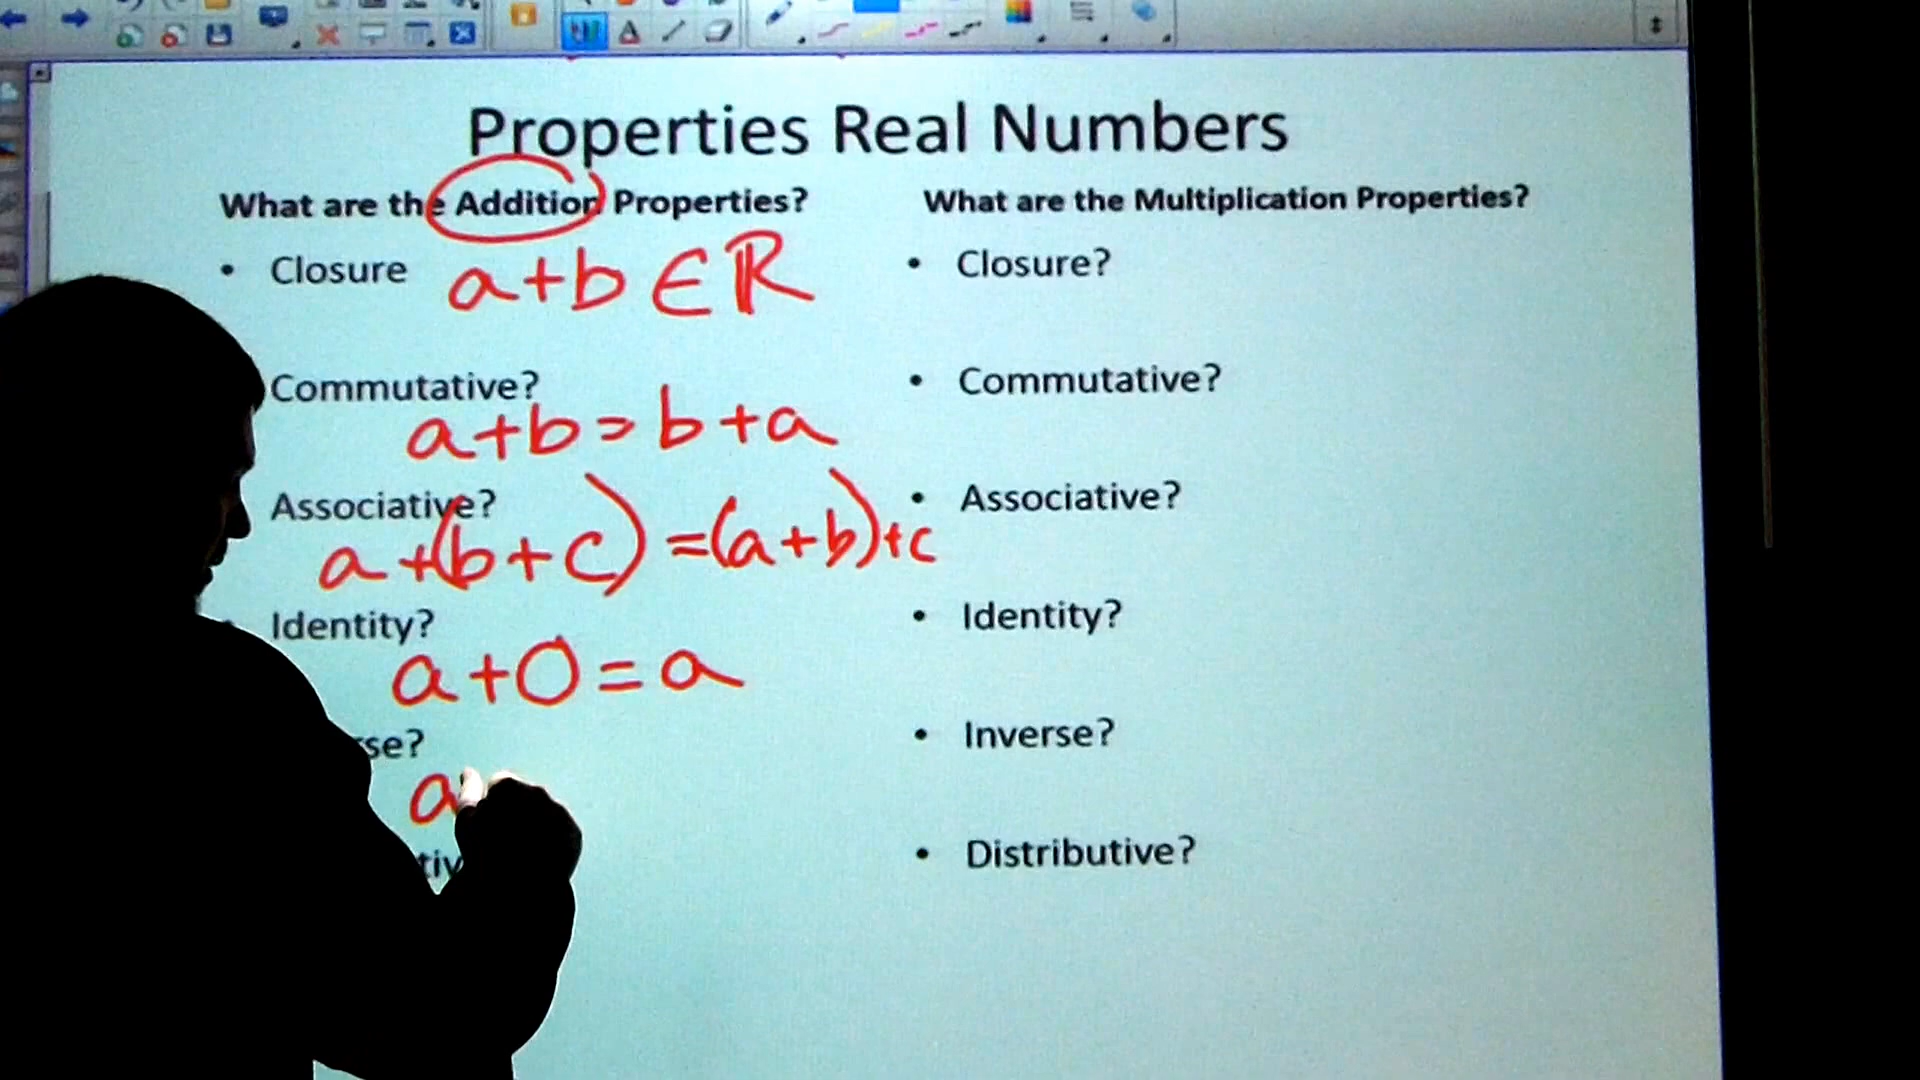 Properties Real Numbers
What are the Addition Properties?
• Closure a+b ∈ ℝ
Commutative?
a+b=b+a
Associative?
a+(b+c)=(a+b)+c
Identity?
a+0=a
se?
a
tiv
What are the Multiplication Properties?
• Closure?
• Commutative?
• Associative?
• Identity?
• Inverse?
• Distributive?